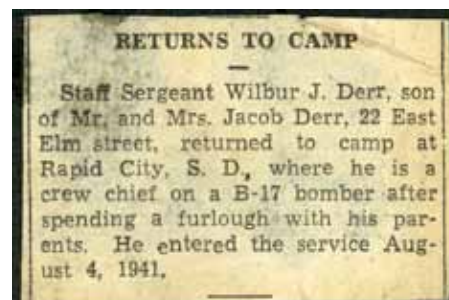 RETURNS TO CAMP
Staff Sergeant Wilbur J. Derr, son
of Mr. and Mrs. Jacob Derr, 22 East
Elm street, returned to camp at
Rapid City, S. D., where he is a
crew chief on a B-17 bomber after
spending a furlough with his par-
ents. He entered the service Aug-
ust 4, 1941.